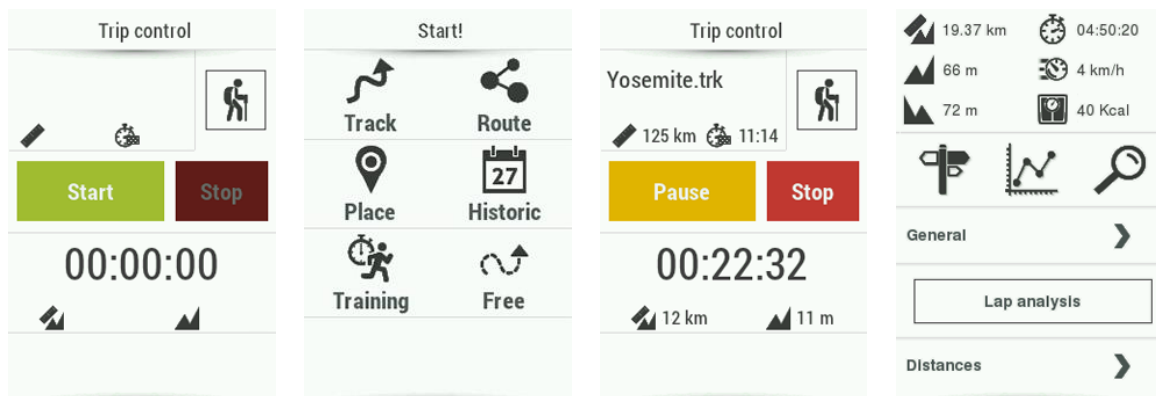 Trip control
Start Stop
00:00:00
Start!
Track Route
Place 27 Historic
Training Free
Trip control
Yosemite.trk
125 km 11:14
Pause Stop
00:22:32
12 km 11 m
19.37 km 04:50:20
66 m 4 km/h
72 m 40 Kcal
General
Lap analysis
Distances